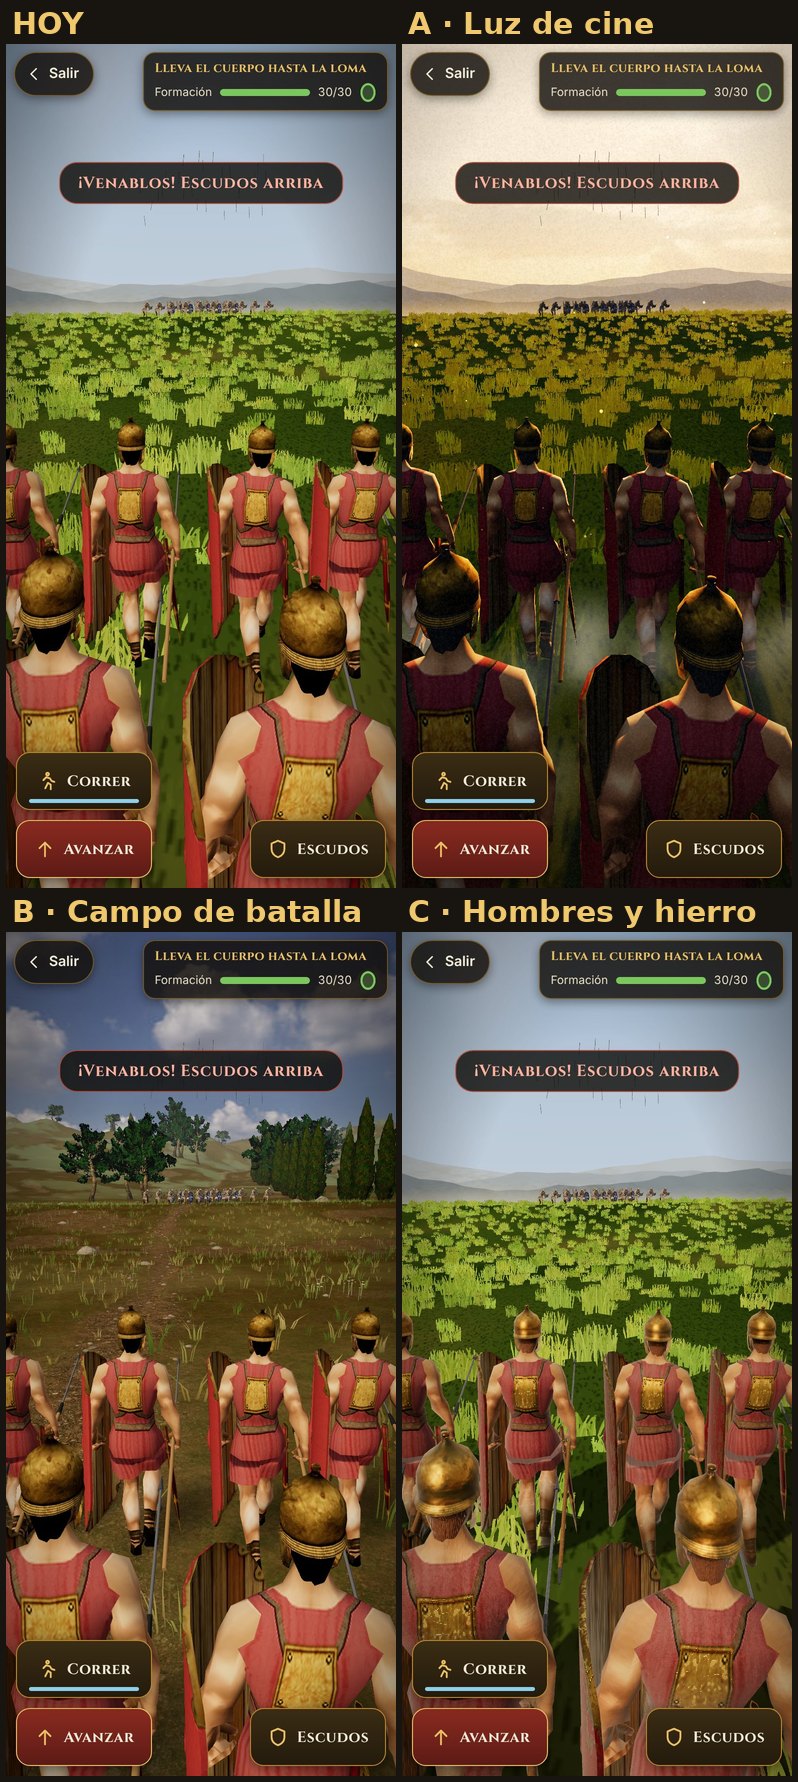 HOY
Salir
Lleva el cuerpo hasta la loma
Formación 30/30
¡Venablos! Escudos arriba
Correr
Avanzar
Escudos
A · Luz de cine
Salir
Lleva el cuerpo hasta la loma
Formación 30/30
¡Venablos! Escudos arriba
Correr
Avanzar
Escudos
B · Campo de batalla
Salir
Lleva el cuerpo hasta la loma
Formación 30/30
¡Venablos! Escudos arriba
Correr
Avanzar
Escudos
C · Hombres y hierro
Salir
Lleva el cuerpo hasta la loma
Formación 30/30
¡Venablos! Escudos arriba
Correr
Avanzar
Escudos